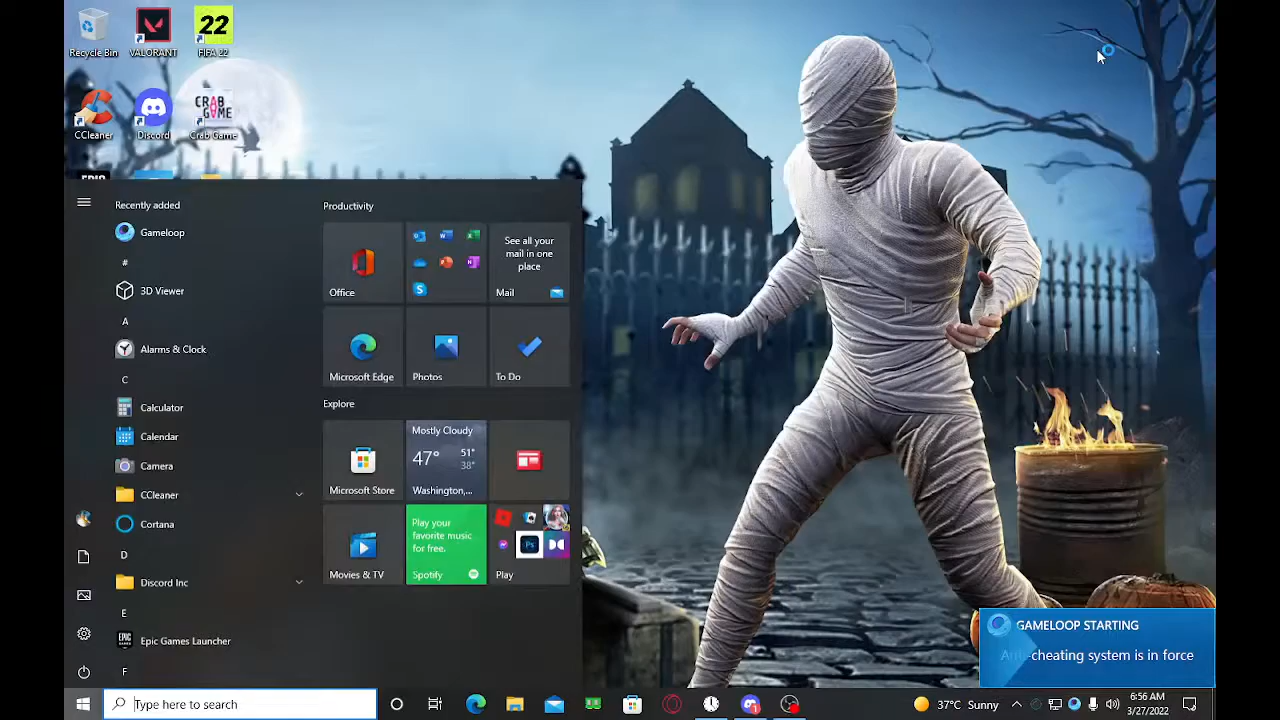 22
Recycle Bin
VALORANT
FIFA 22
CRAB
GAME
CCleaner
Discord
Crab Game
Recently added
Gameloop
#
3D Viewer
A
Alarms & Clock
C
Calculator
Calendar
Camera
CCleaner
Cortana
D
Discord Inc
E
EPIC
GAMES
Epic Games Launcher
F
Productivity
Office
See all your
mail in one
place
Mail
Microsoft Edge
Photos
To Do
Explore
Microsoft Store
Mostly Cloudy
47°
51°
38°
Washington,...
Movies & TV
Play your
favorite music
for free.
Spotify
Ps
Play
GAMELOOP STARTING
Anti-cheating system is in force
Type here to search
37°C Sunny
6:56 AM
3/27/2022